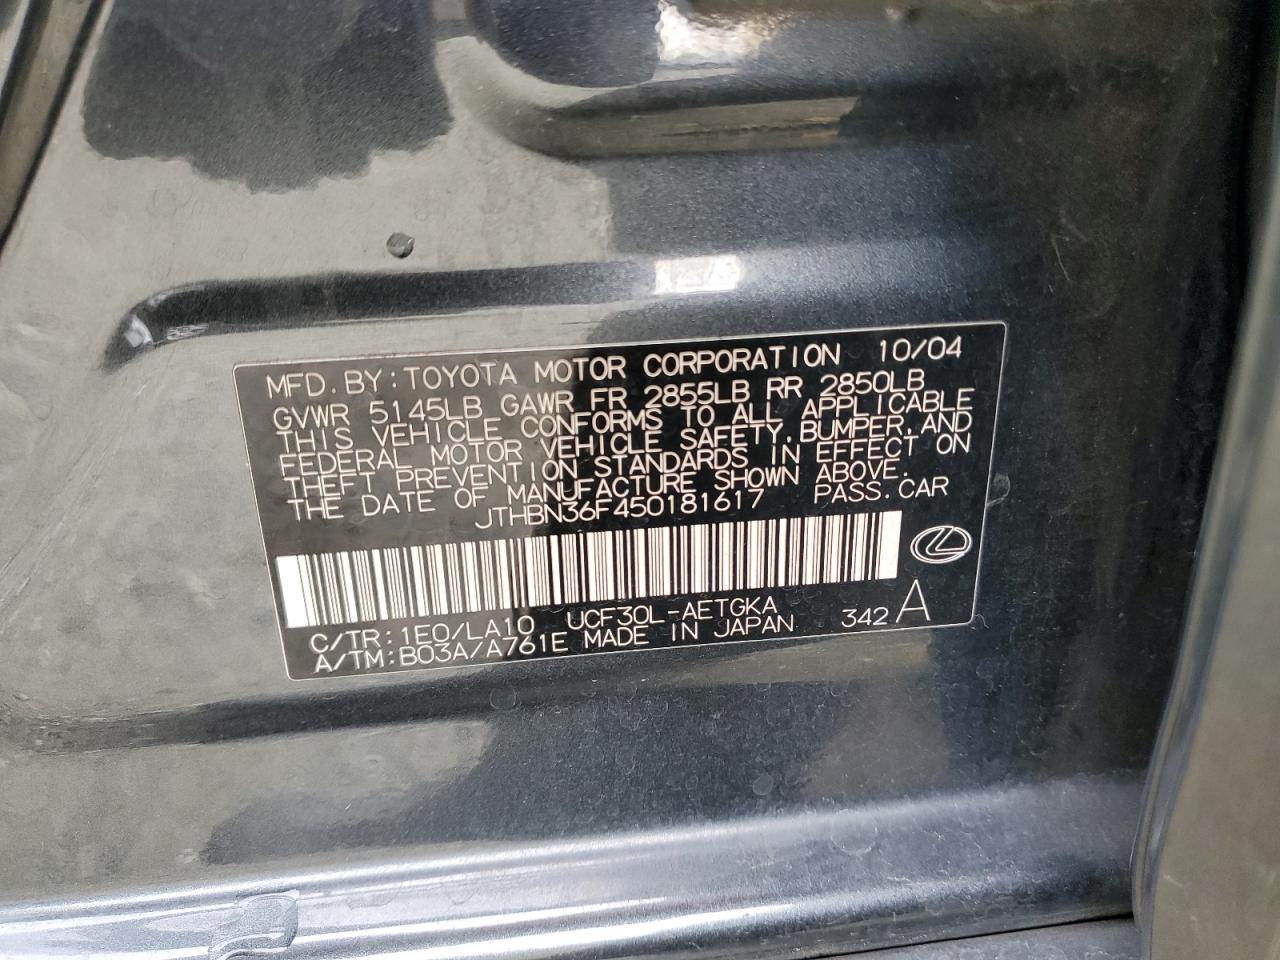 MFD. BY: TOYOTA MOTOR CORPORATION 10/04
GVWR 5145LB GAWR FR 2855LB RR 2850LB
THIS VEHICLE CONFORMS TO ALL APPLICABLE
FEDERAL MOTOR VEHICLE SAFETY, BUMPER, AND
THEFT PREVENTION STANDARDS IN EFFECT ON
THE DATE OF MANUFACTURE SHOWN ABOVE.
JTHBN36F450181617 PASS. CAR
C/TR: 1E0/LA10 UCF30L-AETGKA
A/TM: B03A/A761E MADE IN JAPAN 342 A